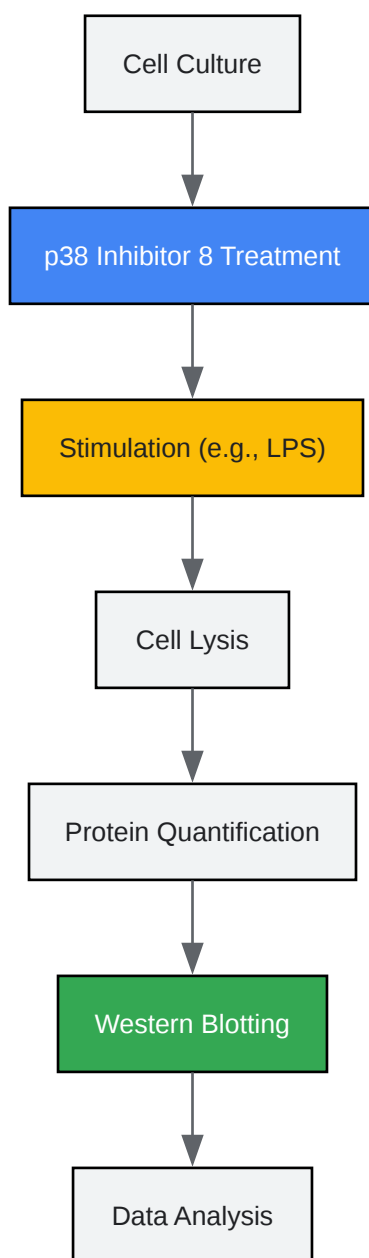 Cell Culture
p38 Inhibitor 8 Treatment
Stimulation (e.g., LPS)
Cell Lysis
Protein Quantification
Western Blotting
Data Analysis